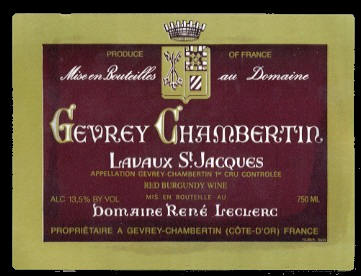 PRODUCE OF FRANCE
Mise en Bouteilles au Domaine
GEVREY CHAMBERTIN
LAVAUX St JACQUES
APPELLATION GEVREY-CHAMBERTIN 1er CRU CONTROLÉE
RED BURGUNDY WINE
ALC 13,5% BY VOL MIS EN BOUTEILLE AU 750 ML
Domaine René Leclerc
PROPRIÉTAIRE A GEVREY-CHAMBERTIN (CÔTE-D'OR) FRANCE